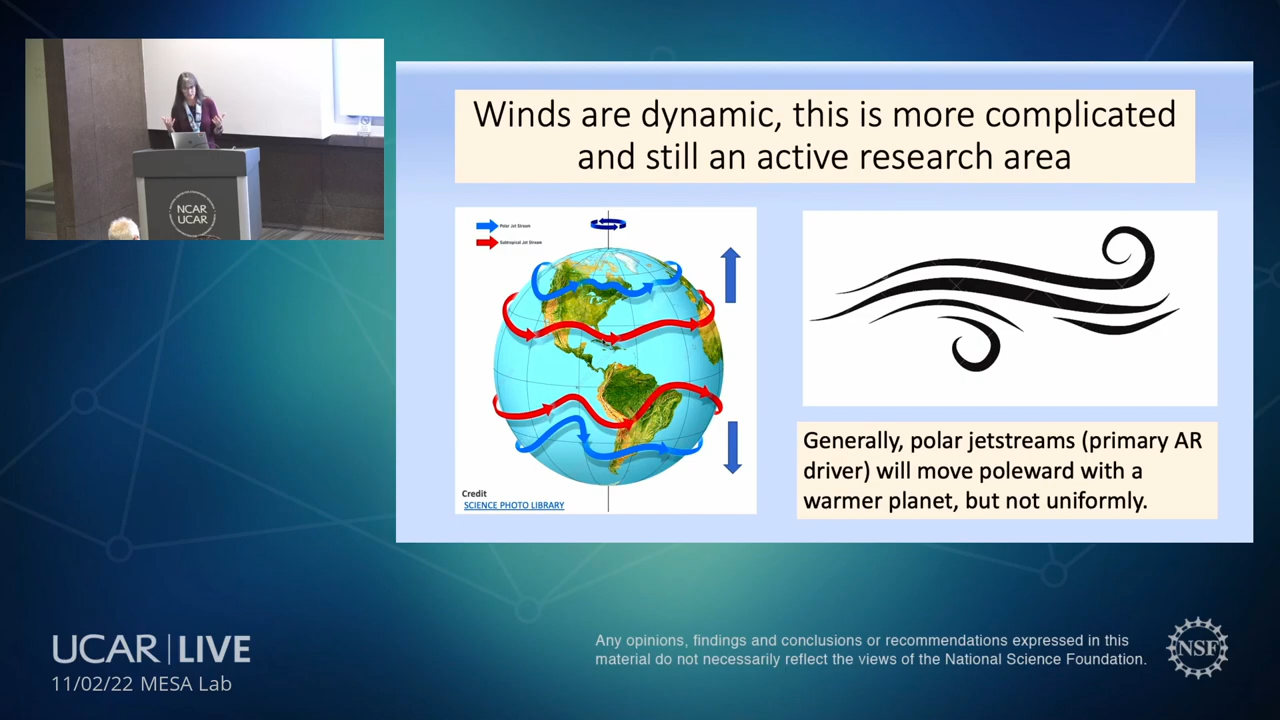 NCAR
UCAR
Winds are dynamic, this is more complicated
and still an active research area
Polar Jet Stream
Subtropical Jet Stream
Credit
SCIENCE PHOTO LIBRARY
Generally, polar jetstreams (primary AR
driver) will move poleward with a
warmer planet, but not uniformly.
UCAR | LIVE
11/02/22 MESA Lab
Any opinions, findings and conclusions or recommendations expressed in this
material do not necessarily reflect the views of the National Science Foundation.
NSF